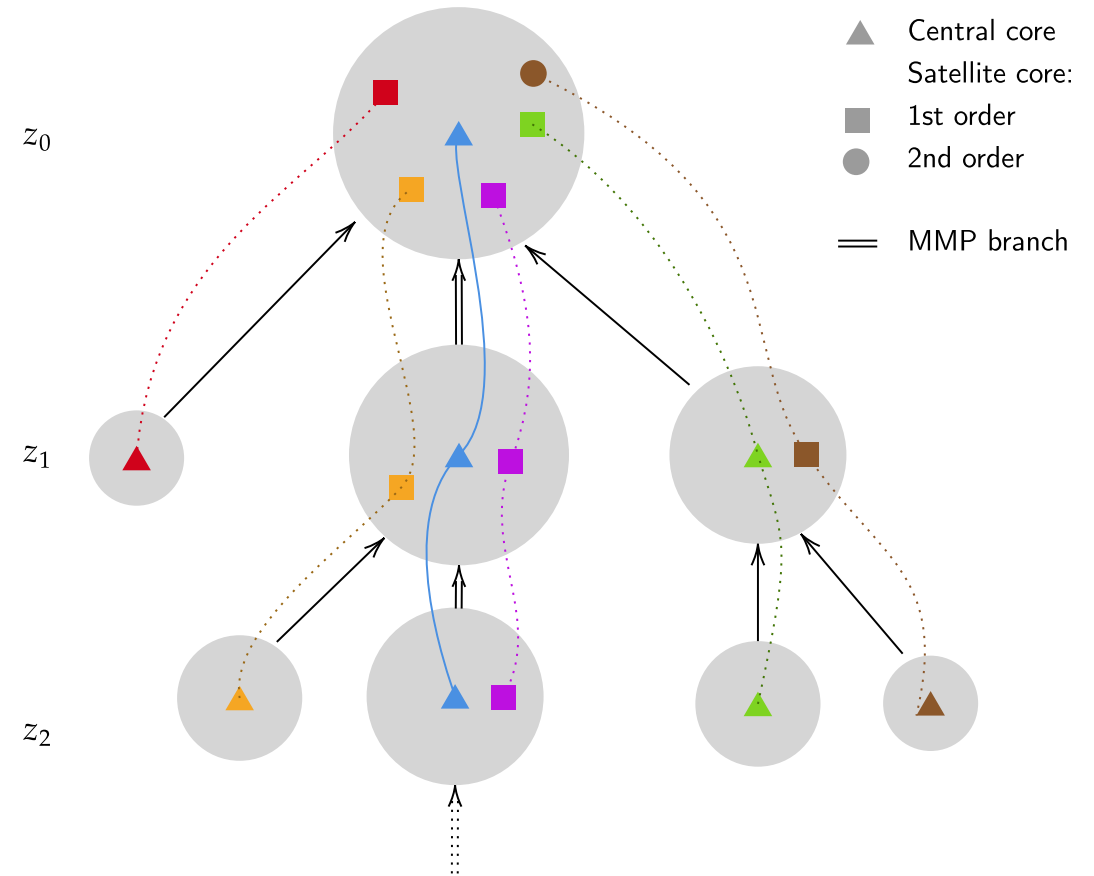 Central core
Satellite core:
1st order
2nd order
MMP branch
z₀
z₁
z₂